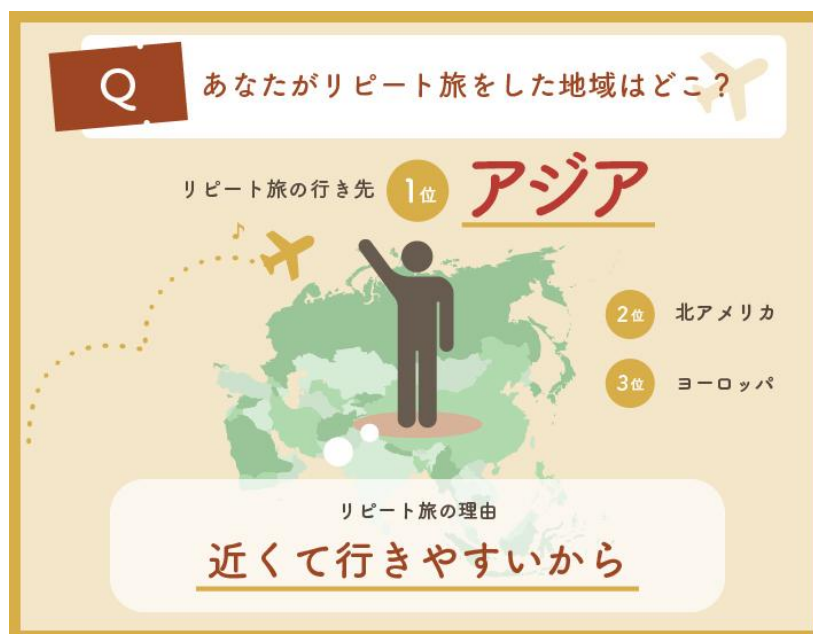 Q あなたがリピート旅をした地域はどこ？
リピート旅の行き先 1位 アジア
2位 北アメリカ
3位 ヨーロッパ
リピート旅の理由
近くて行きやすいから